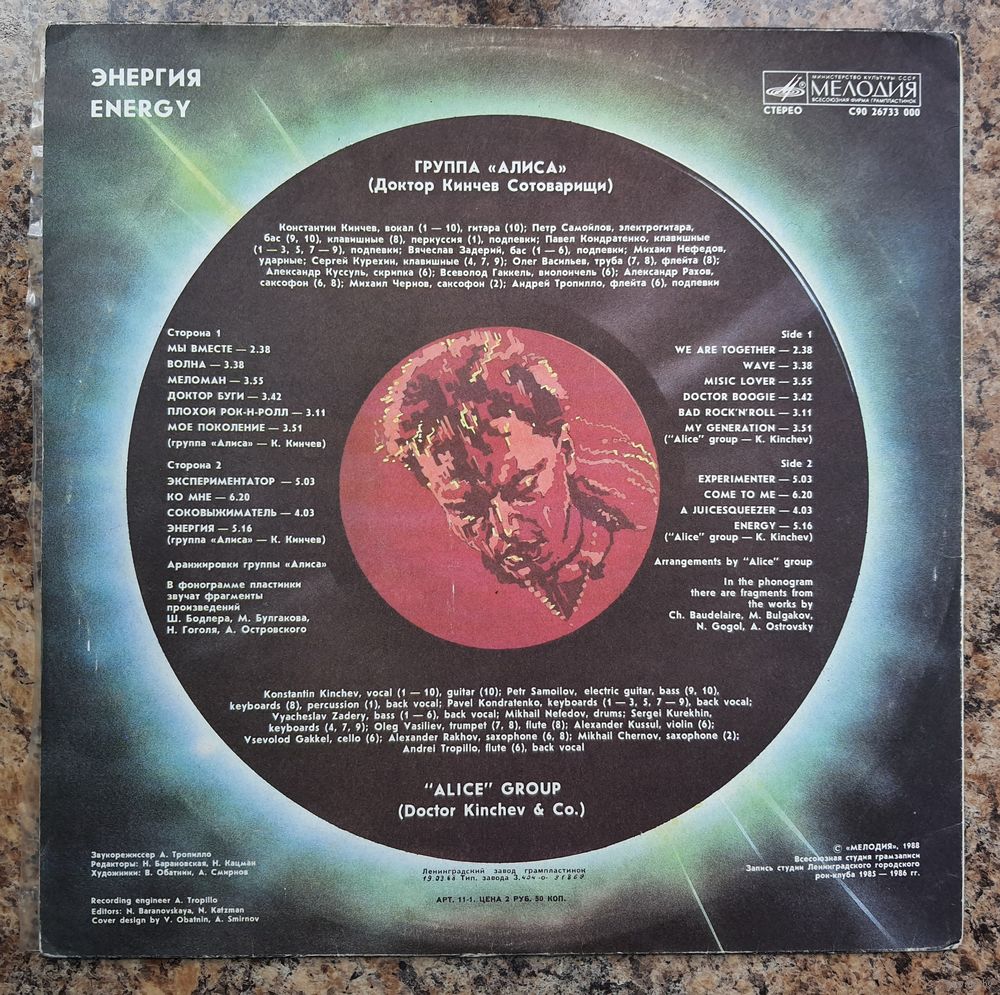 ЭНЕРГИЯ
ENERGY
МИНИСТЕРСТВО КУЛЬТУРЫ СССР
МЕЛОДИЯ
ВСЕСОЮЗНАЯ ФИРМА ГРАМПЛАСТИНОК
СТЕРЕО С90 26733 000
ГРУППА «АЛИСА»
(Доктор Кинчев Сотоварищи)
Константин Кинчев, вокал (1 — 10), гитара (10); Петр Самойлов, электрогитара,
бас (9, 10), клавишные (8), перкуссия (1), подпевки; Павел Кондратенко, клавишные
(1 — 3, 5, 7 — 9), подпевки; Вячеслав Задерий, бас (1 — 6), подпевки; Михаил Нефедов,
ударные; Сергей Курехин, клавишные (4, 7, 9); Олег Васильев, труба (7, 8), флейта (8);
Александр Куссуль, скрипка (6); Всеволод Гаккель, виолончель (6); Александр Рахов,
саксофон (6, 8); Михаил Чернов, саксофон (2); Андрей Тропилло, флейта (6), подпевки
Сторона 1
МЫ ВМЕСТЕ — 2.38
ВОЛНА — 3.38
МЕЛОМАН — 3.55
ДОКТОР БУГИ — 3.42
ПЛОХОЙ РОК-Н-РОЛЛ — 3.11
МОЕ ПОКОЛЕНИЕ — 3.51
(группа «Алиса» — К. Кинчев)
Сторона 2
ЭКСПЕРИМЕНТАТОР — 5.03
КО МНЕ — 6.20
СОКОВЫЖИМАТЕЛЬ — 4.03
ЭНЕРГИЯ — 5.16
(группа «Алиса» — К. Кинчев)
Аранжировки группы «Алиса»
В фонограмме пластинки
звучат фрагменты
произведений
Ш. Бодлера, М. Булгакова,
Н. Гоголя, А. Островского
Side 1
WE ARE TOGETHER — 2.38
WAVE — 3.38
MISIC LOVER — 3.55
DOCTOR BOOGIE — 3.42
BAD ROCK'N'ROLL — 3.11
MY GENERATION — 3.51
("Alice" group — K. Kinchev)
Side 2
EXPERIMENTER — 5.03
COME TO ME — 6.20
A JUICESQUEEZER — 4.03
ENERGY — 5.16
("Alice" group — K. Kinchev)
Arrangements by "Alice" group
In the phonogram
there are fragments from
the works by
Ch. Baudelaire, M. Bulgakov,
N. Gogol, A. Ostrovsky
Konstantin Kinchev, vocal (1 — 10), guitar (10); Petr Samoilov, electric guitar, bass (9, 10),
keyboards (8), percussion (1), back vocal; Pavel Kondratenko, keyboards (1 — 3, 5, 7 — 9), back vocal;
Vyacheslav Zadery, bass (1 — 6), back vocal; Mikhail Nefedov, drums; Sergei Kurekhin,
keyboards (4, 7, 9); Oleg Vasiliev, trumpet (7, 8), flute (8); Alexander Kussul, violin (6);
Vsevolod Gakkel, cello (6); Alexander Rakhov, saxophone (6, 8); Mikhail Chernov, saxophone (2);
Andrei Tropillo, flute (6), back vocal
"ALICE" GROUP
(Doctor Kinchev & Co.)
Звукорежиссер А. Тропилло
Редакторы: Н. Барановская, Н. Кацман
Художники: В. Обатнин, А. Смирнов
Recording engineer A. Tropillo
Editors: N. Baranovskaya, N. Katzman
Cover design by V. Obatnin, A. Smirnov
Ленинградский завод грампластинок
Тип. завода З.
АРТ. 11-1. ЦЕНА 2 РУБ. 50 КОП.
© «МЕЛОДИЯ», 1988
Всесоюзная студия грамзаписи
Запись студии Ленинградского городского
рок-клуба 1985 — 1986 гг.